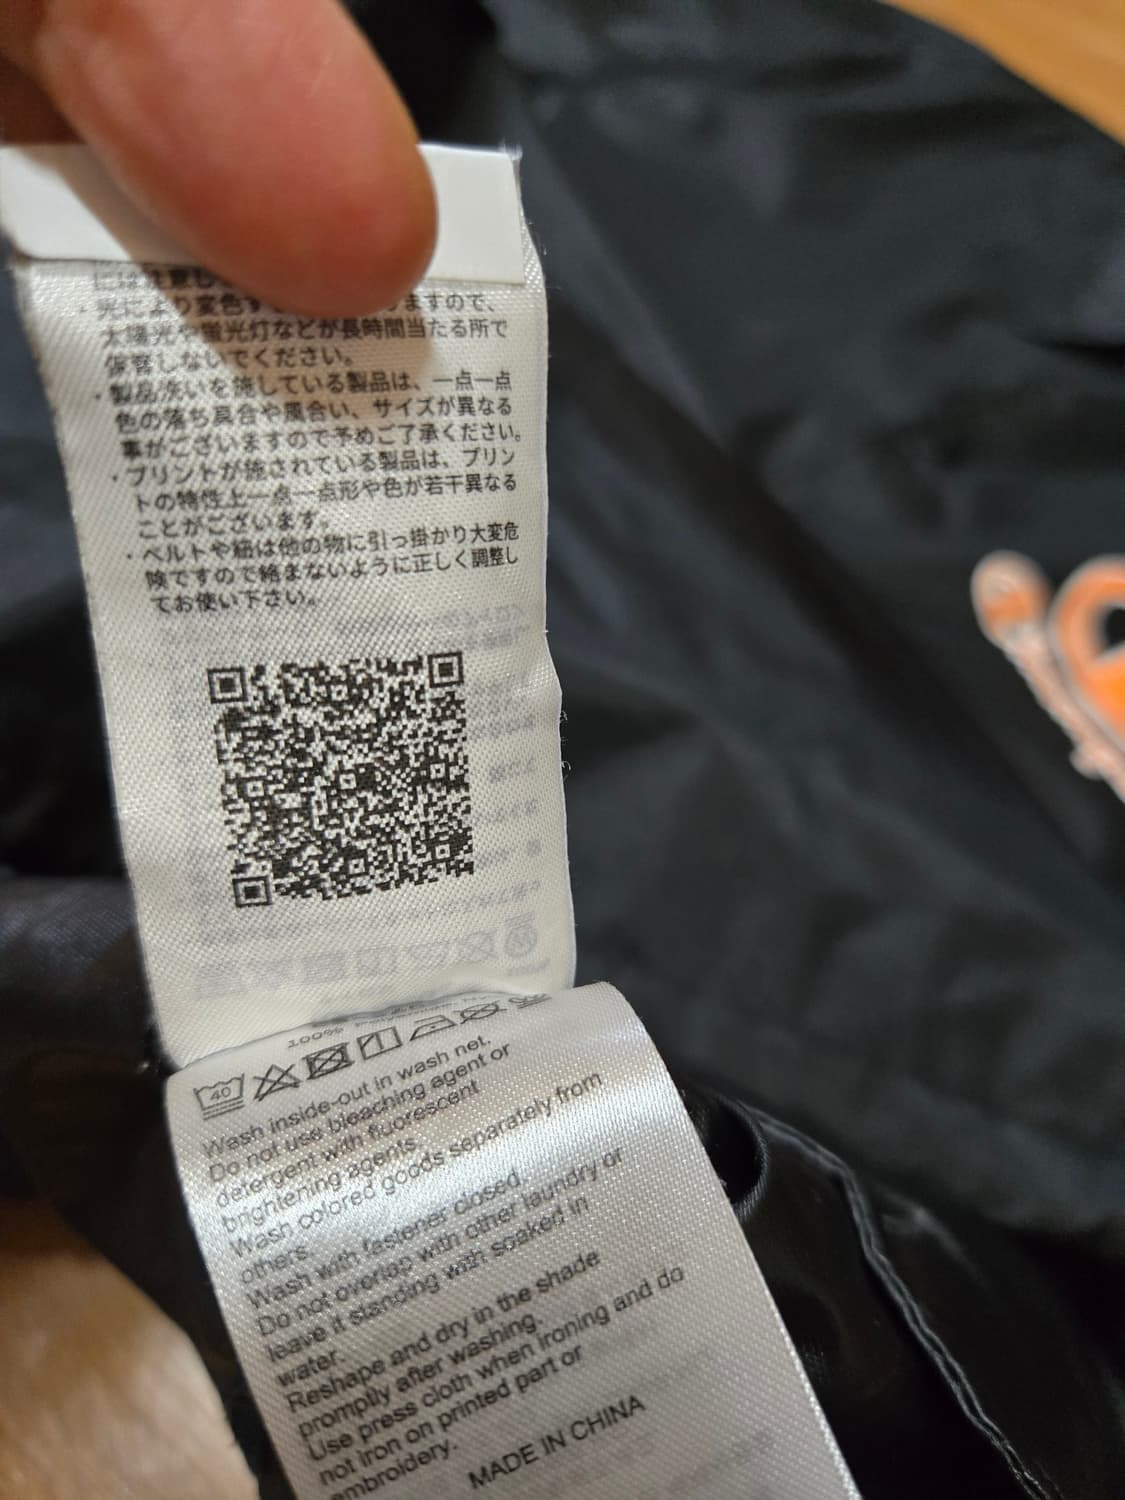 には注意し
・光により変色す ますので、
太陽光や蛍光灯などが長時間当たる所で
保管しないでください。
・製品洗いを施している製品は、一点一点
色の落ち具合や風合い、サイズが異なる
事がございますので予めご了承ください。
・プリントが施されている製品は、プリン
トの特性上一点一点形や色が若干異なる
ことがございます。
・ベルトや紐は他の物に引っ掛かり大変危
険ですので絡まないように正しく調整し
てお使い下さい。
100%
40
Wash inside-out in wash net.
Do not use bleaching agent or
detergent with fluorescent
brightening agents.
Wash colored goods separately from
others.
Wash with fastener closed.
Do not overlap with other laundry or
leave it standing with soaked in
water.
Reshape and dry in the shade
promptly after washing.
Use press cloth when ironing and do
not iron on printed part or
embroidery.
MADE IN CHINA